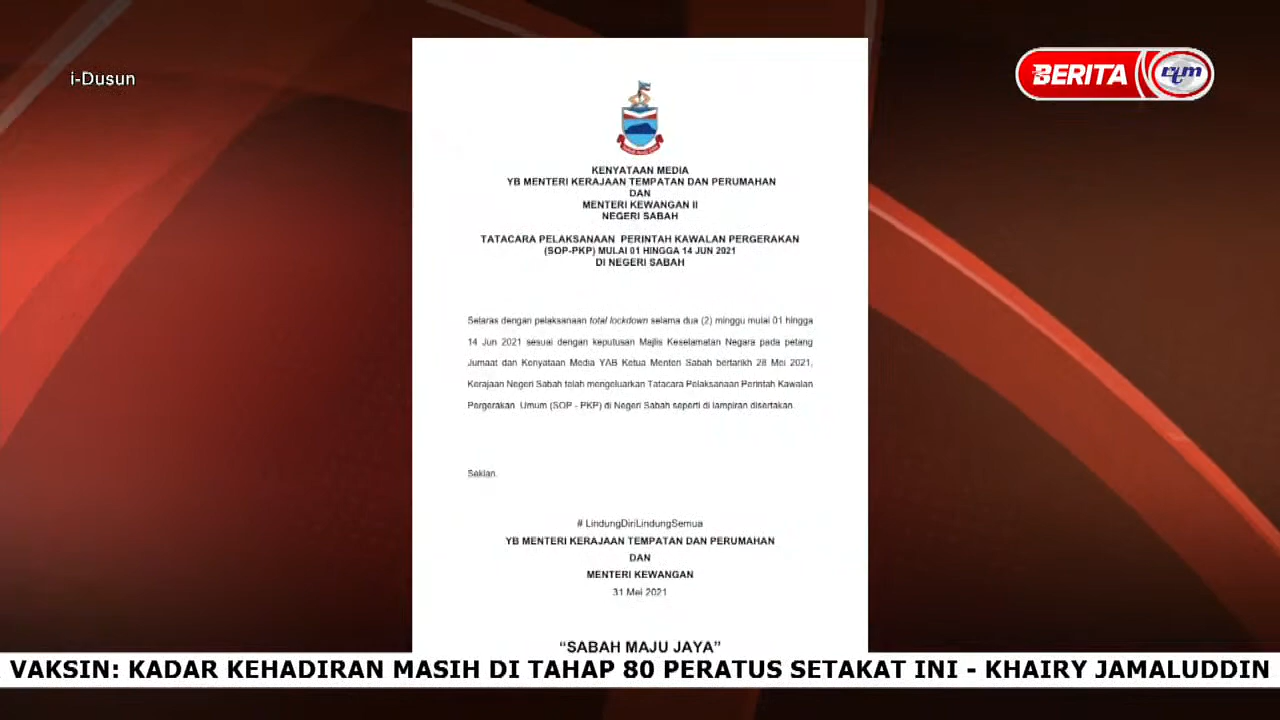 i-Dusun
BERITA rtm
KENYATAAN MEDIA
YB MENTERI KERAJAAN TEMPATAN DAN PERUMAHAN
DAN
MENTERI KEWANGAN II
NEGERI SABAH
TATACARA PELAKSANAAN PERINTAH KAWALAN PERGERAKAN
(SOP-PKP) MULAI 01 HINGGA 14 JUN 2021
DI NEGERI SABAH
Selaras dengan pelaksanaan total lockdown selama dua (2) minggu mulai 01 hingga
14 Jun 2021 sesuai dengan keputusan Majlis Keselamatan Negara pada petang
Jumaat dan Kenyataan Media YAB Ketua Menteri Sabah bertarikh 28 Mei 2021,
Kerajaan Negeri Sabah telah mengeluarkan Tatacara Pelaksanaan Perintah Kawalan
Pergerakan Umum (SOP - PKP) di Negeri Sabah seperti di lampiran disertakan.
Sekian.
# LindungDiriLindungSemua
YB MENTERI KERAJAAN TEMPATAN DAN PERUMAHAN
DAN
MENTERI KEWANGAN
31 Mei 2021
“SABAH MAJU JAYA”
VAKSIN: KADAR KEHADIRAN MASIH DI TAHAP 80 PERATUS SETAKAT INI - KHAIRY JAMALUDDIN